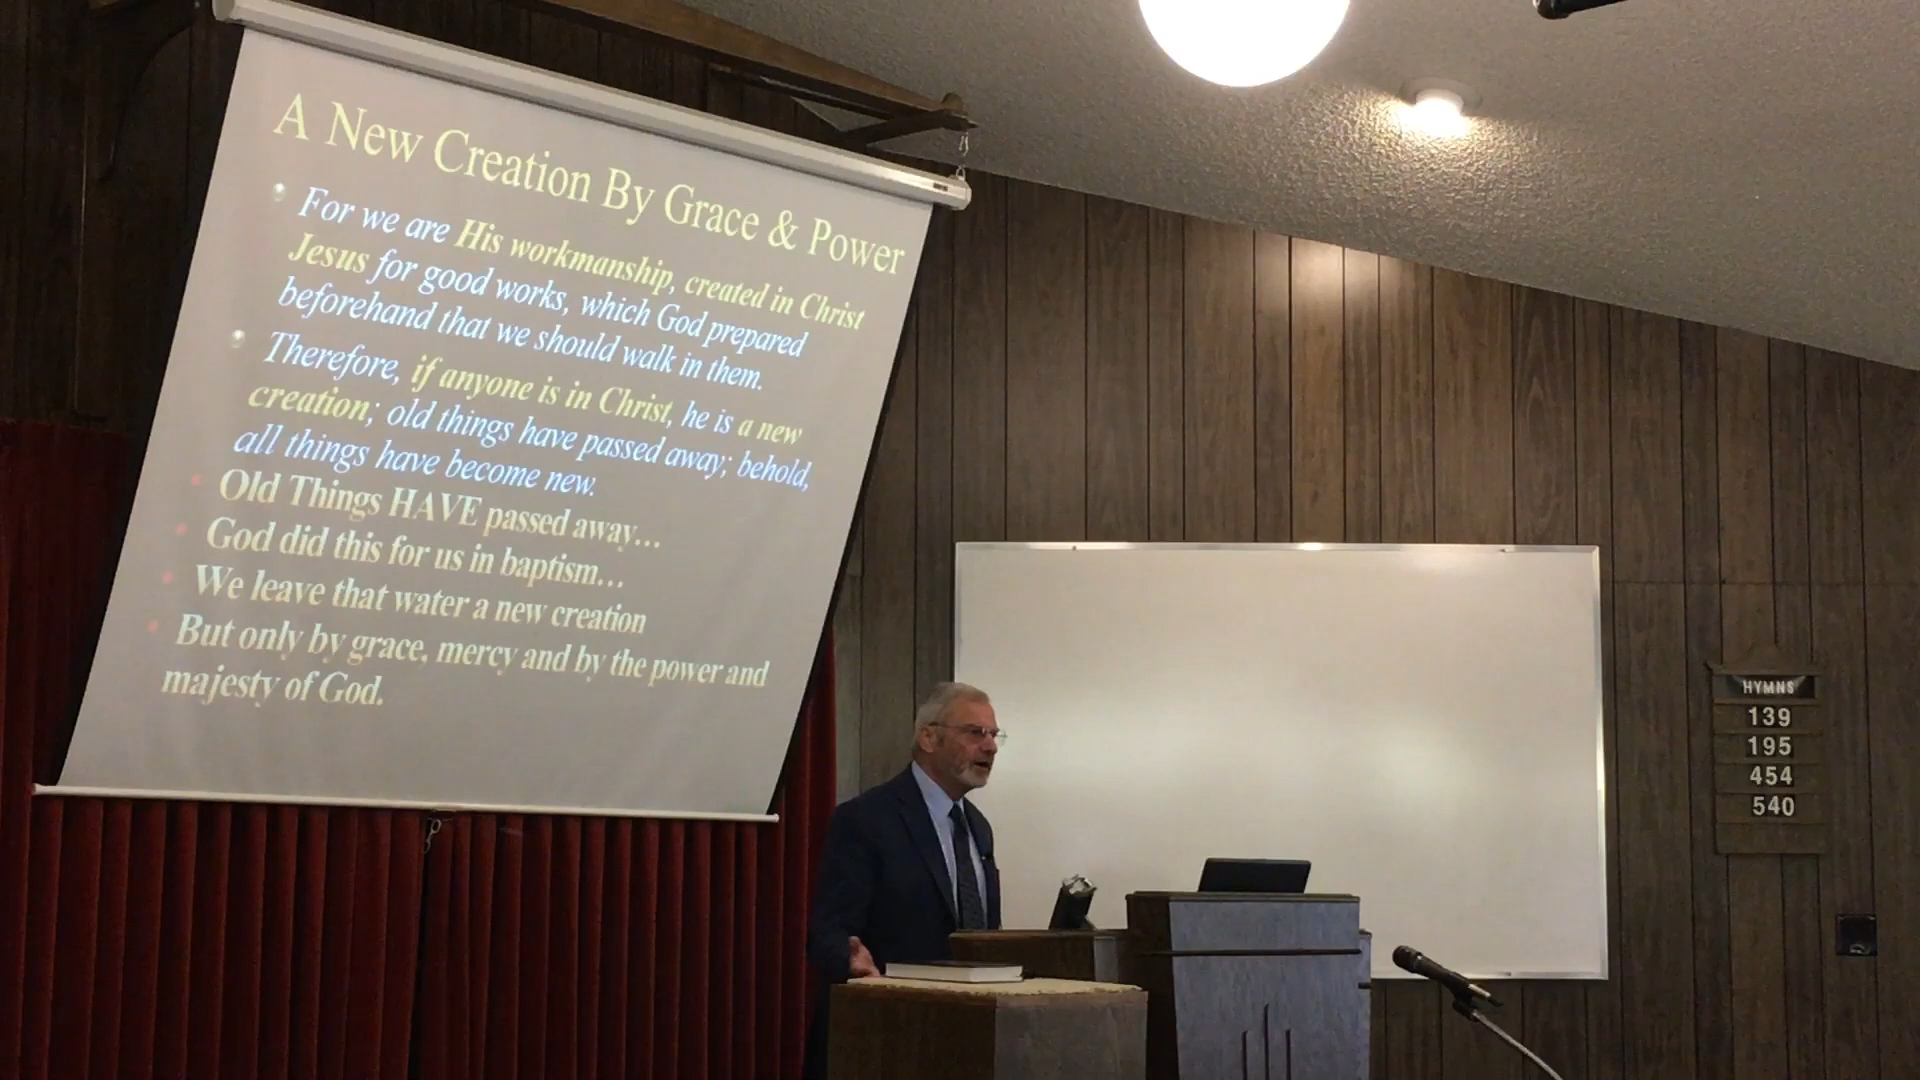 A New Creation By Grace & Power
For we are His workmanship, created in Christ
Jesus for good works, which God prepared
beforehand that we should walk in them.
Therefore, if anyone is in Christ, he is a new
creation; old things have passed away; behold,
all things have become new.
Old Things HAVE passed away...
God did this for us in baptism...
We leave that water a new creation
But only by grace, mercy and by the power and
majesty of God.
HYMNS
139
195
454
540